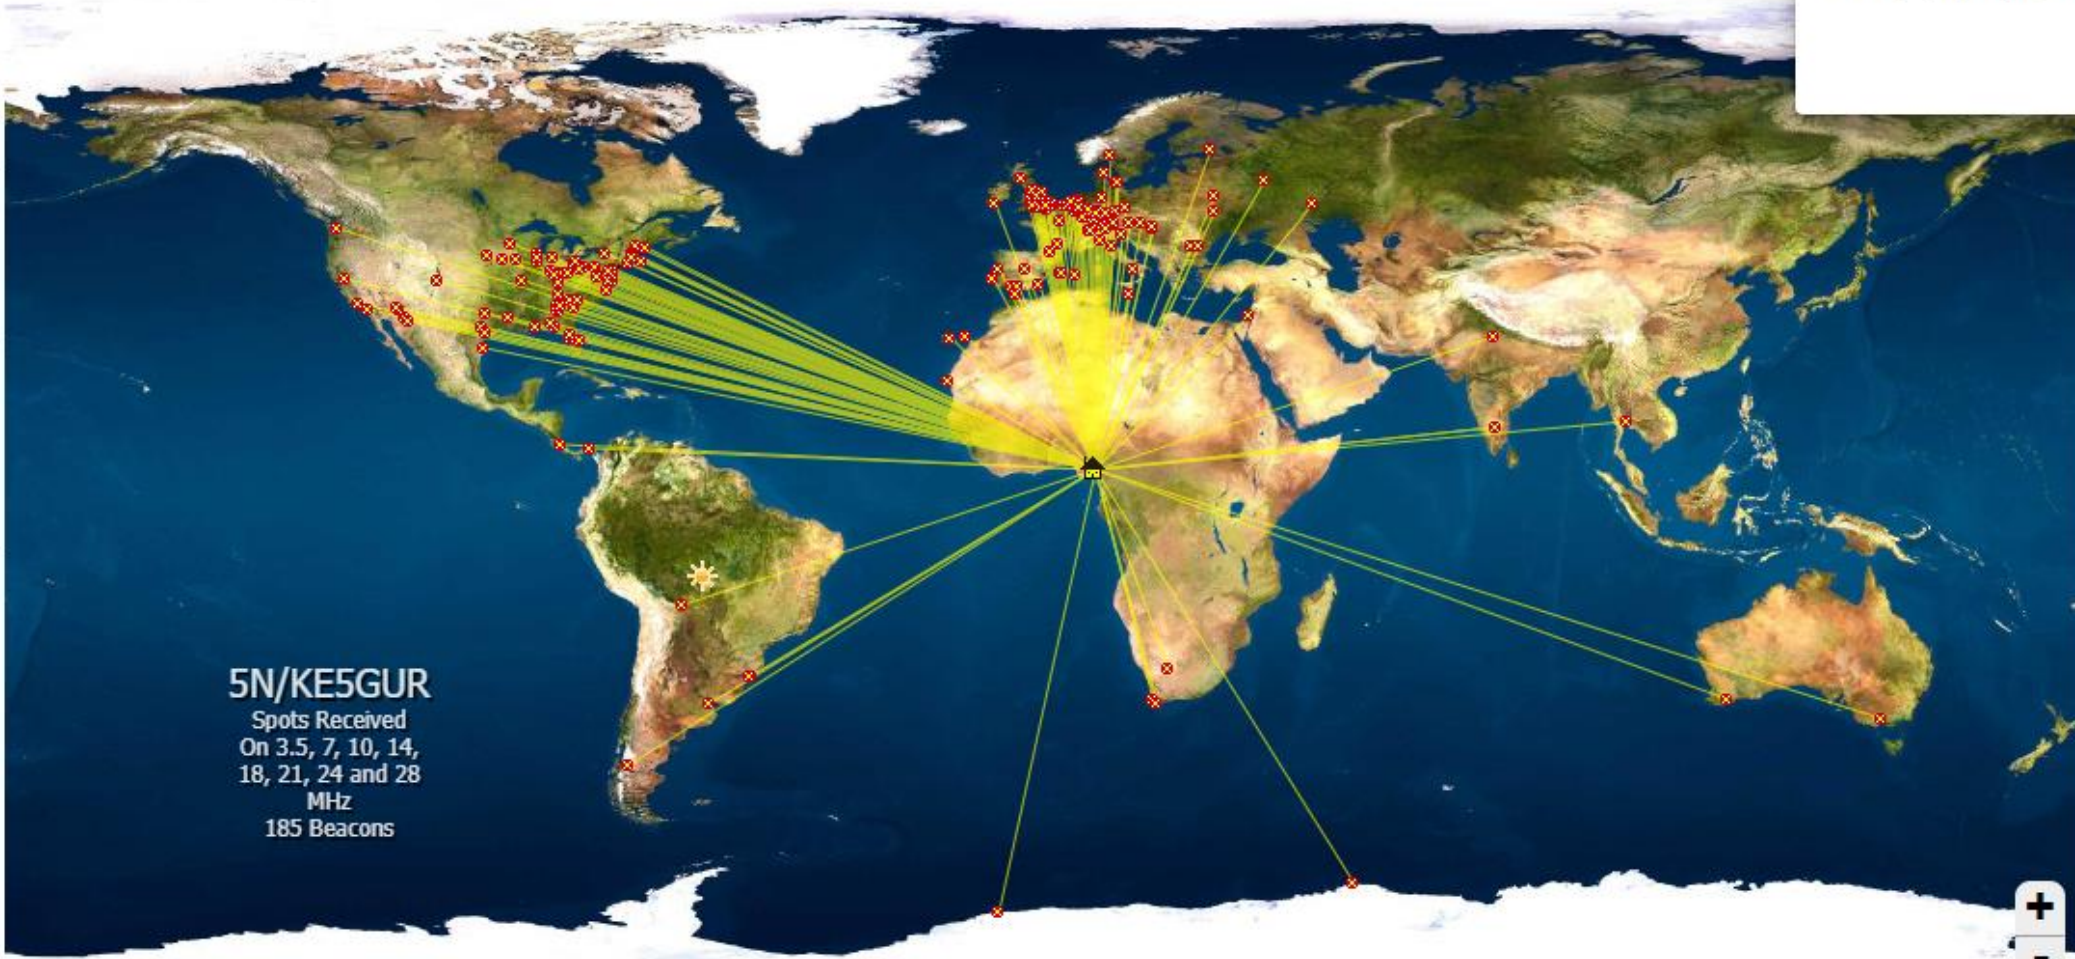 5N/KE5GUR
Spots Received
On 3.5, 7, 10, 14,
18, 21, 24 and 28
MHz
185 Beacons
+